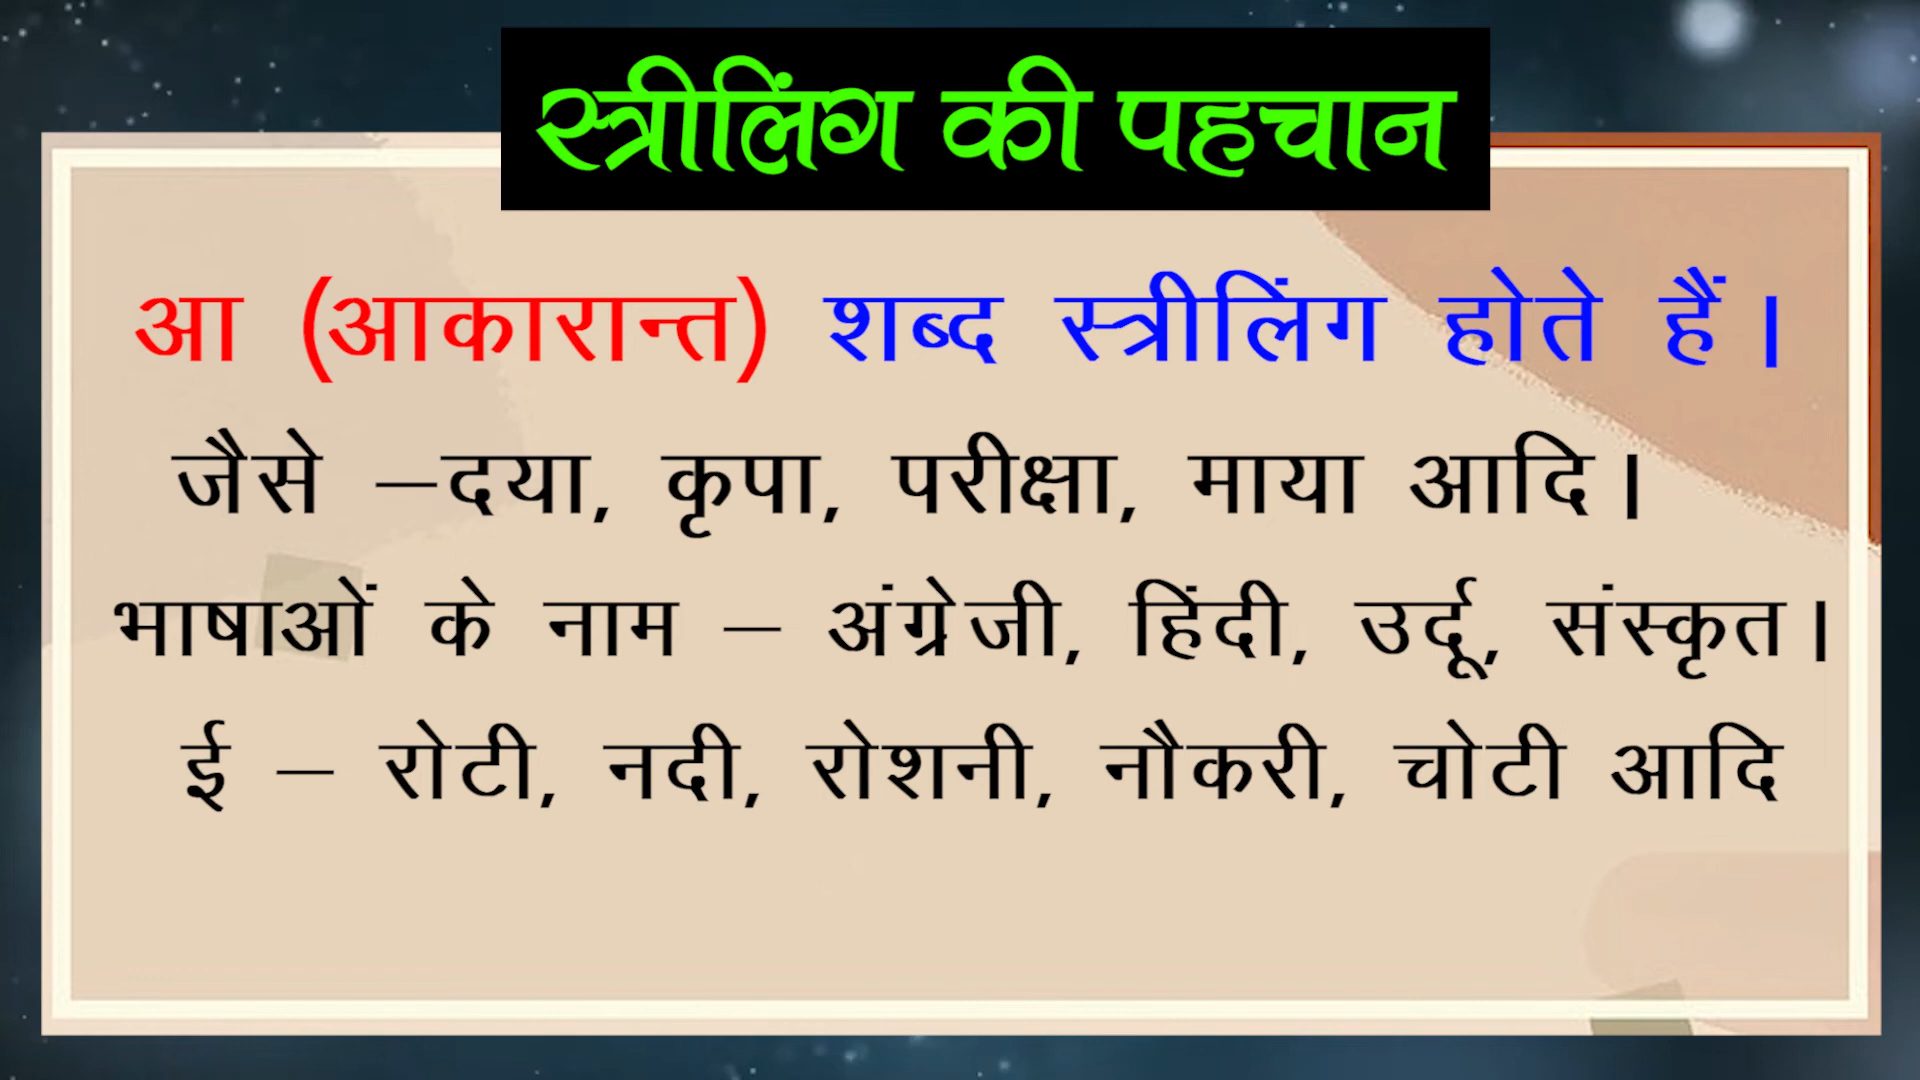 स्त्रीलिंग की पहचान
आ (आकारान्त) शब्द स्त्रीलिंग होते हैं।
जैसे –दया, कृपा, परीक्षा, माया आदि।
भाषाओं के नाम – अंग्रेजी, हिंदी, उर्दू, संस्कृत।
ई – रोटी, नदी, रोशनी, नौकरी, चोटी आदि